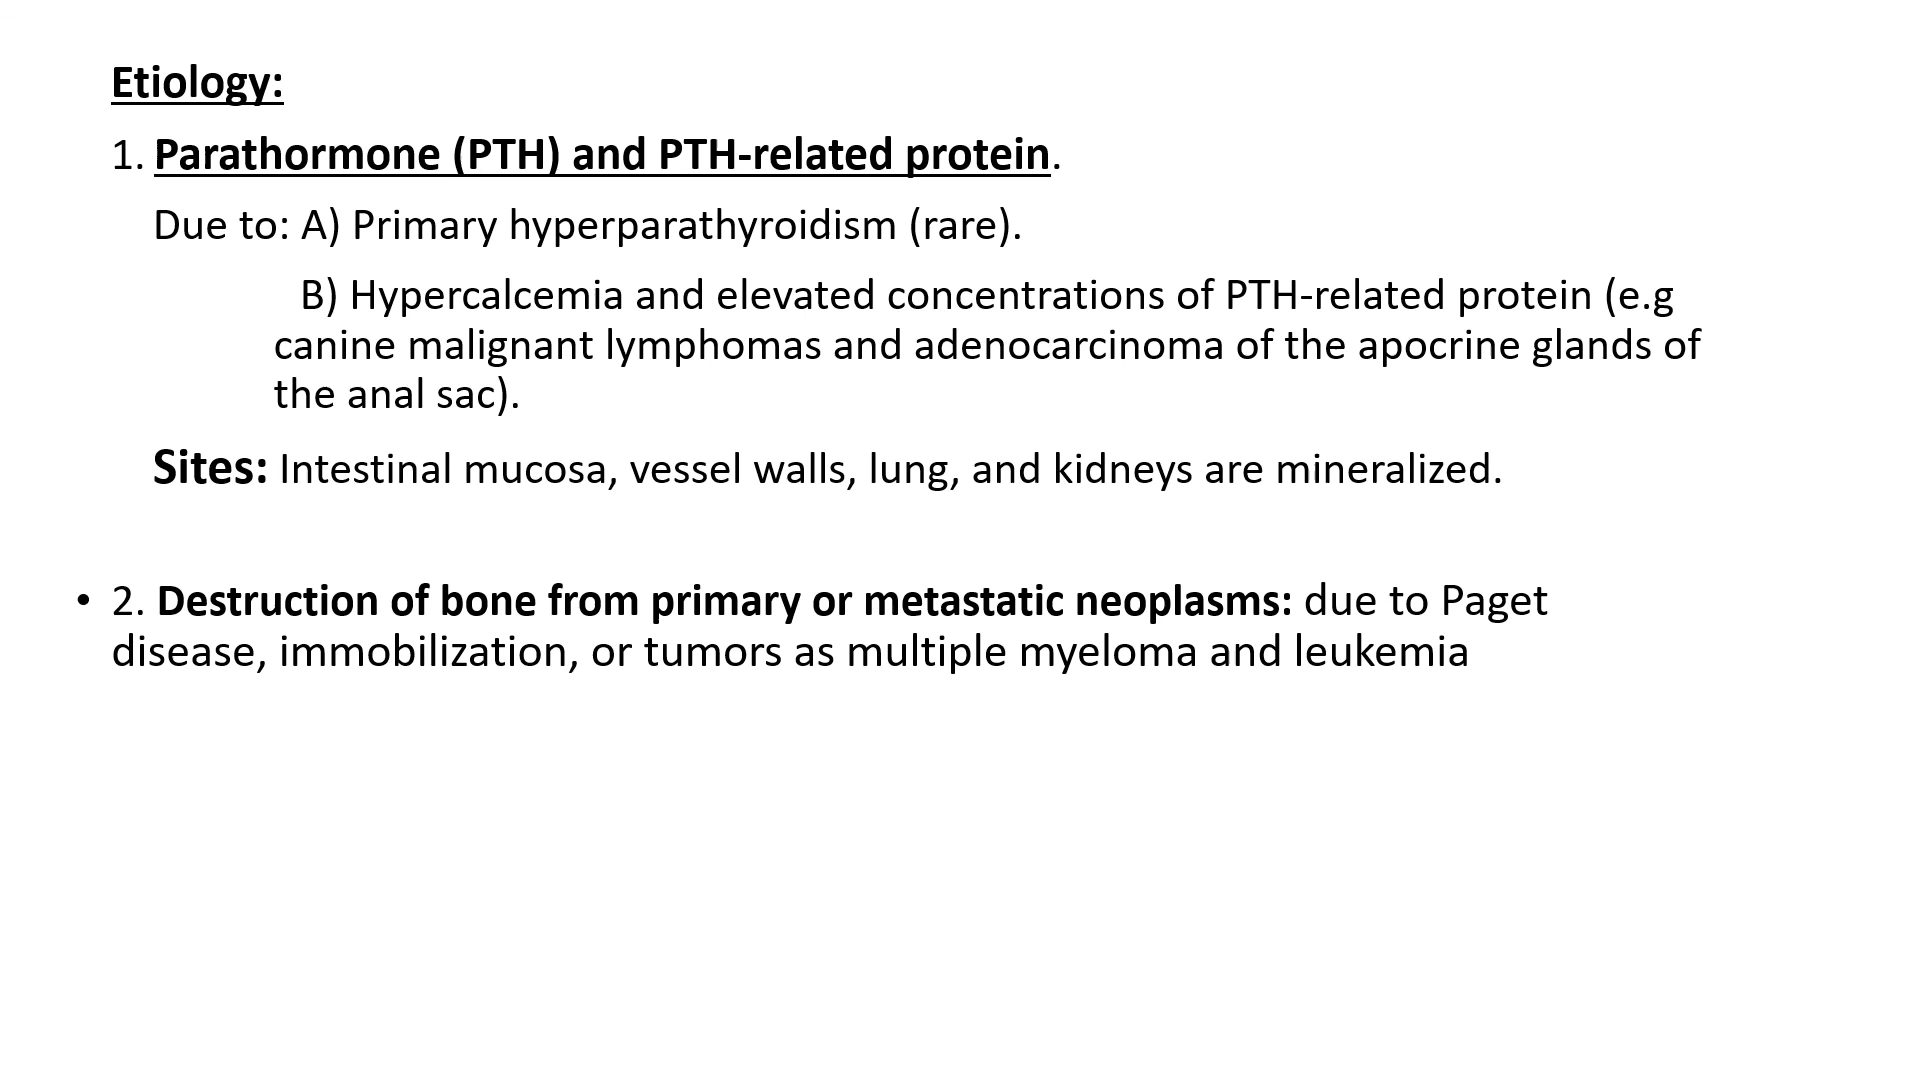 Etiology:
1. Parathormone (PTH) and PTH-related protein.
Due to: A) Primary hyperparathyroidism (rare).
B) Hypercalcemia and elevated concentrations of PTH-related protein (e.g
canine malignant lymphomas and adenocarcinoma of the apocrine glands of
the anal sac).
Sites: Intestinal mucosa, vessel walls, lung, and kidneys are mineralized.
• 2. Destruction of bone from primary or metastatic neoplasms: due to Paget
disease, immobilization, or tumors as multiple myeloma and leukemia